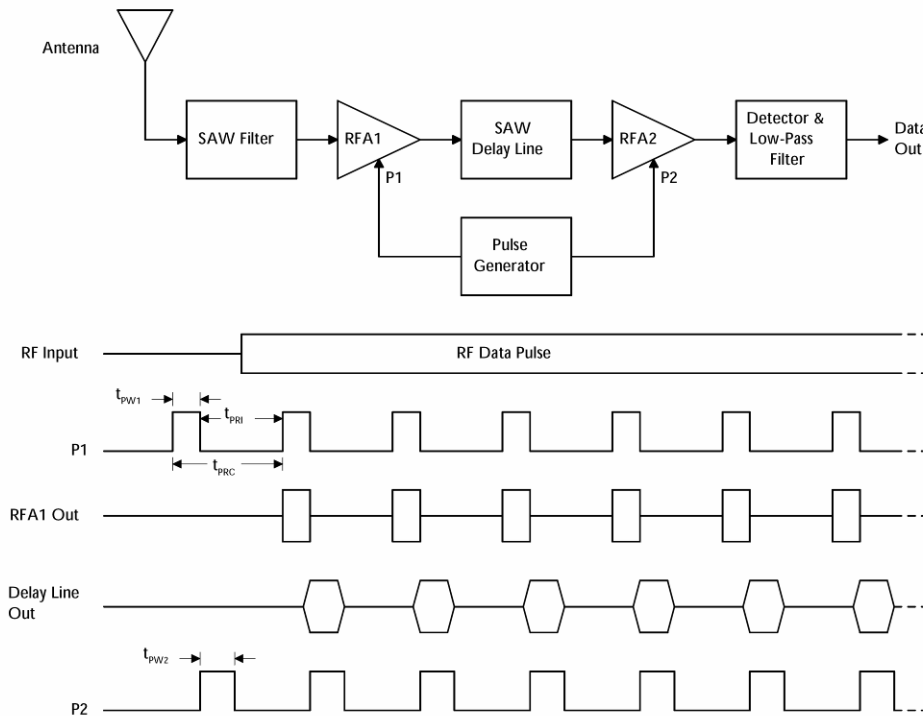 Antenna
SAW Filter
RFA1
SAW
Delay Line
RFA2
Detector &
Low-Pass
Filter
Data
Out
P1
P2
Pulse
Generator
RF Input
RF Data Pulse
tPW1
tPRI
P1
tPRC
RFA1 Out
Delay Line
Out
tPW2
P2